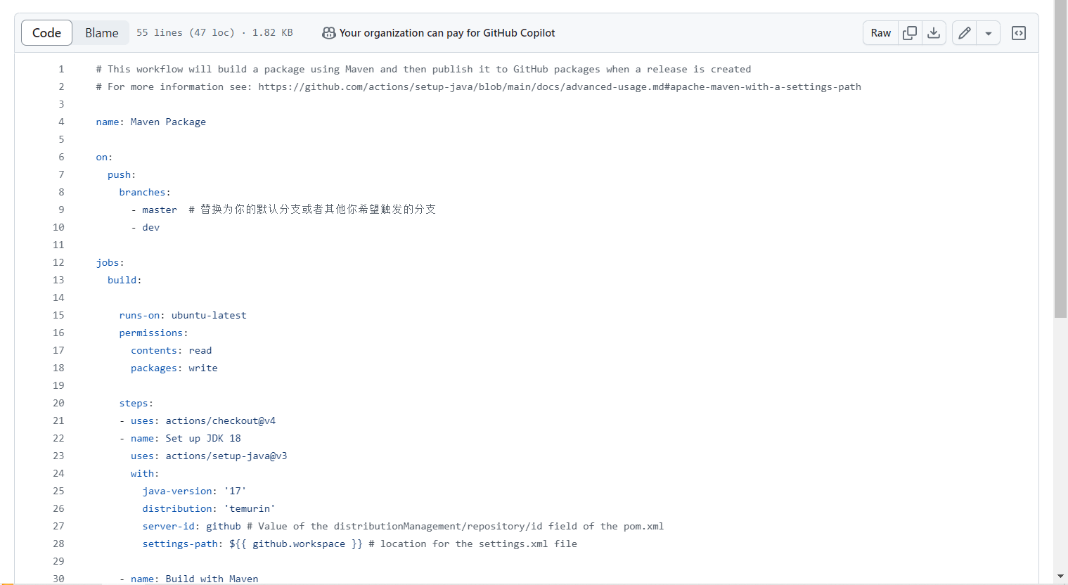 Code Blame 55 lines (47 loc) · 1.82 KB Your organization can pay for GitHub Copilot Raw
1 # This workflow will build a package using Maven and then publish it to GitHub packages when a release is created
2 # For more information see: https://github.com/actions/setup-java/blob/main/docs/advanced-usage.md#apache-maven-with-a-settings-path
3
4 name: Maven Package
5
6 on:
7 push:
8 branches:
9 - master # 替换为你的默认分支或者其他你希望触发的分支
10 - dev
11
12 jobs:
13 build:
14
15 runs-on: ubuntu-latest
16 permissions:
17 contents: read
18 packages: write
19
20 steps:
21 - uses: actions/checkout@v4
22 - name: Set up JDK 18
23 uses: actions/setup-java@v3
24 with:
25 java-version: '17'
26 distribution: 'temurin'
27 server-id: github # Value of the distributionManagement/repository/id field of the pom.xml
28 settings-path: ${{ github.workspace }} # location for the settings.xml file
29
30 - name: Build with Maven